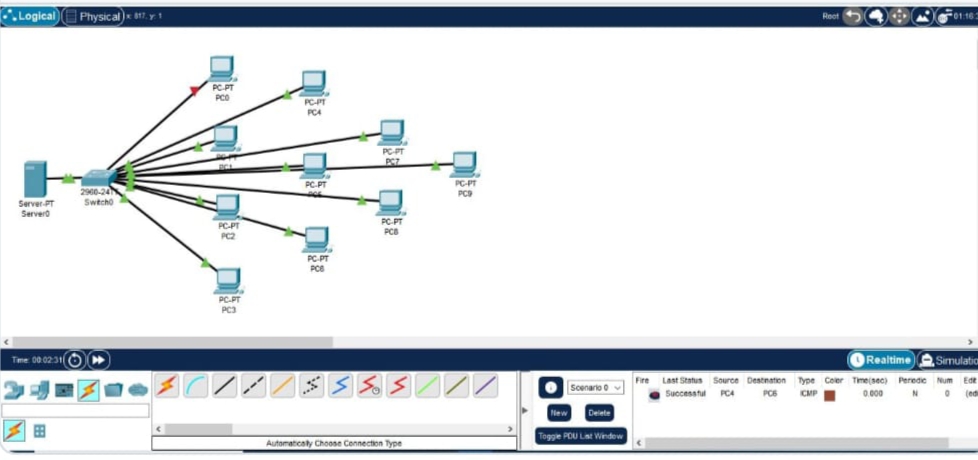 Logical Physical x: 817, y: 1 Root 01:16:
PC-PT
PC0
PC-PT
PC4
PC-PT
PC7
PC-PT
PC1
PC-PT
PC5
PC-PT
PC9
Server-PT
Server0
2960-24TT
Switch0
PC-PT
PC2
PC-PT
PC8
PC-PT
PC6
PC-PT
PC3
Time: 00:02:31 Realtime Simulatio
Scenario 0
New Delete
Toggle PDU List Window
Automatically Choose Connection Type
Fire Last Status Source Destination Type Color Time(sec) Periodic Num Edit
Successful PC4 PC6 ICMP 0.000 N 0 (ed